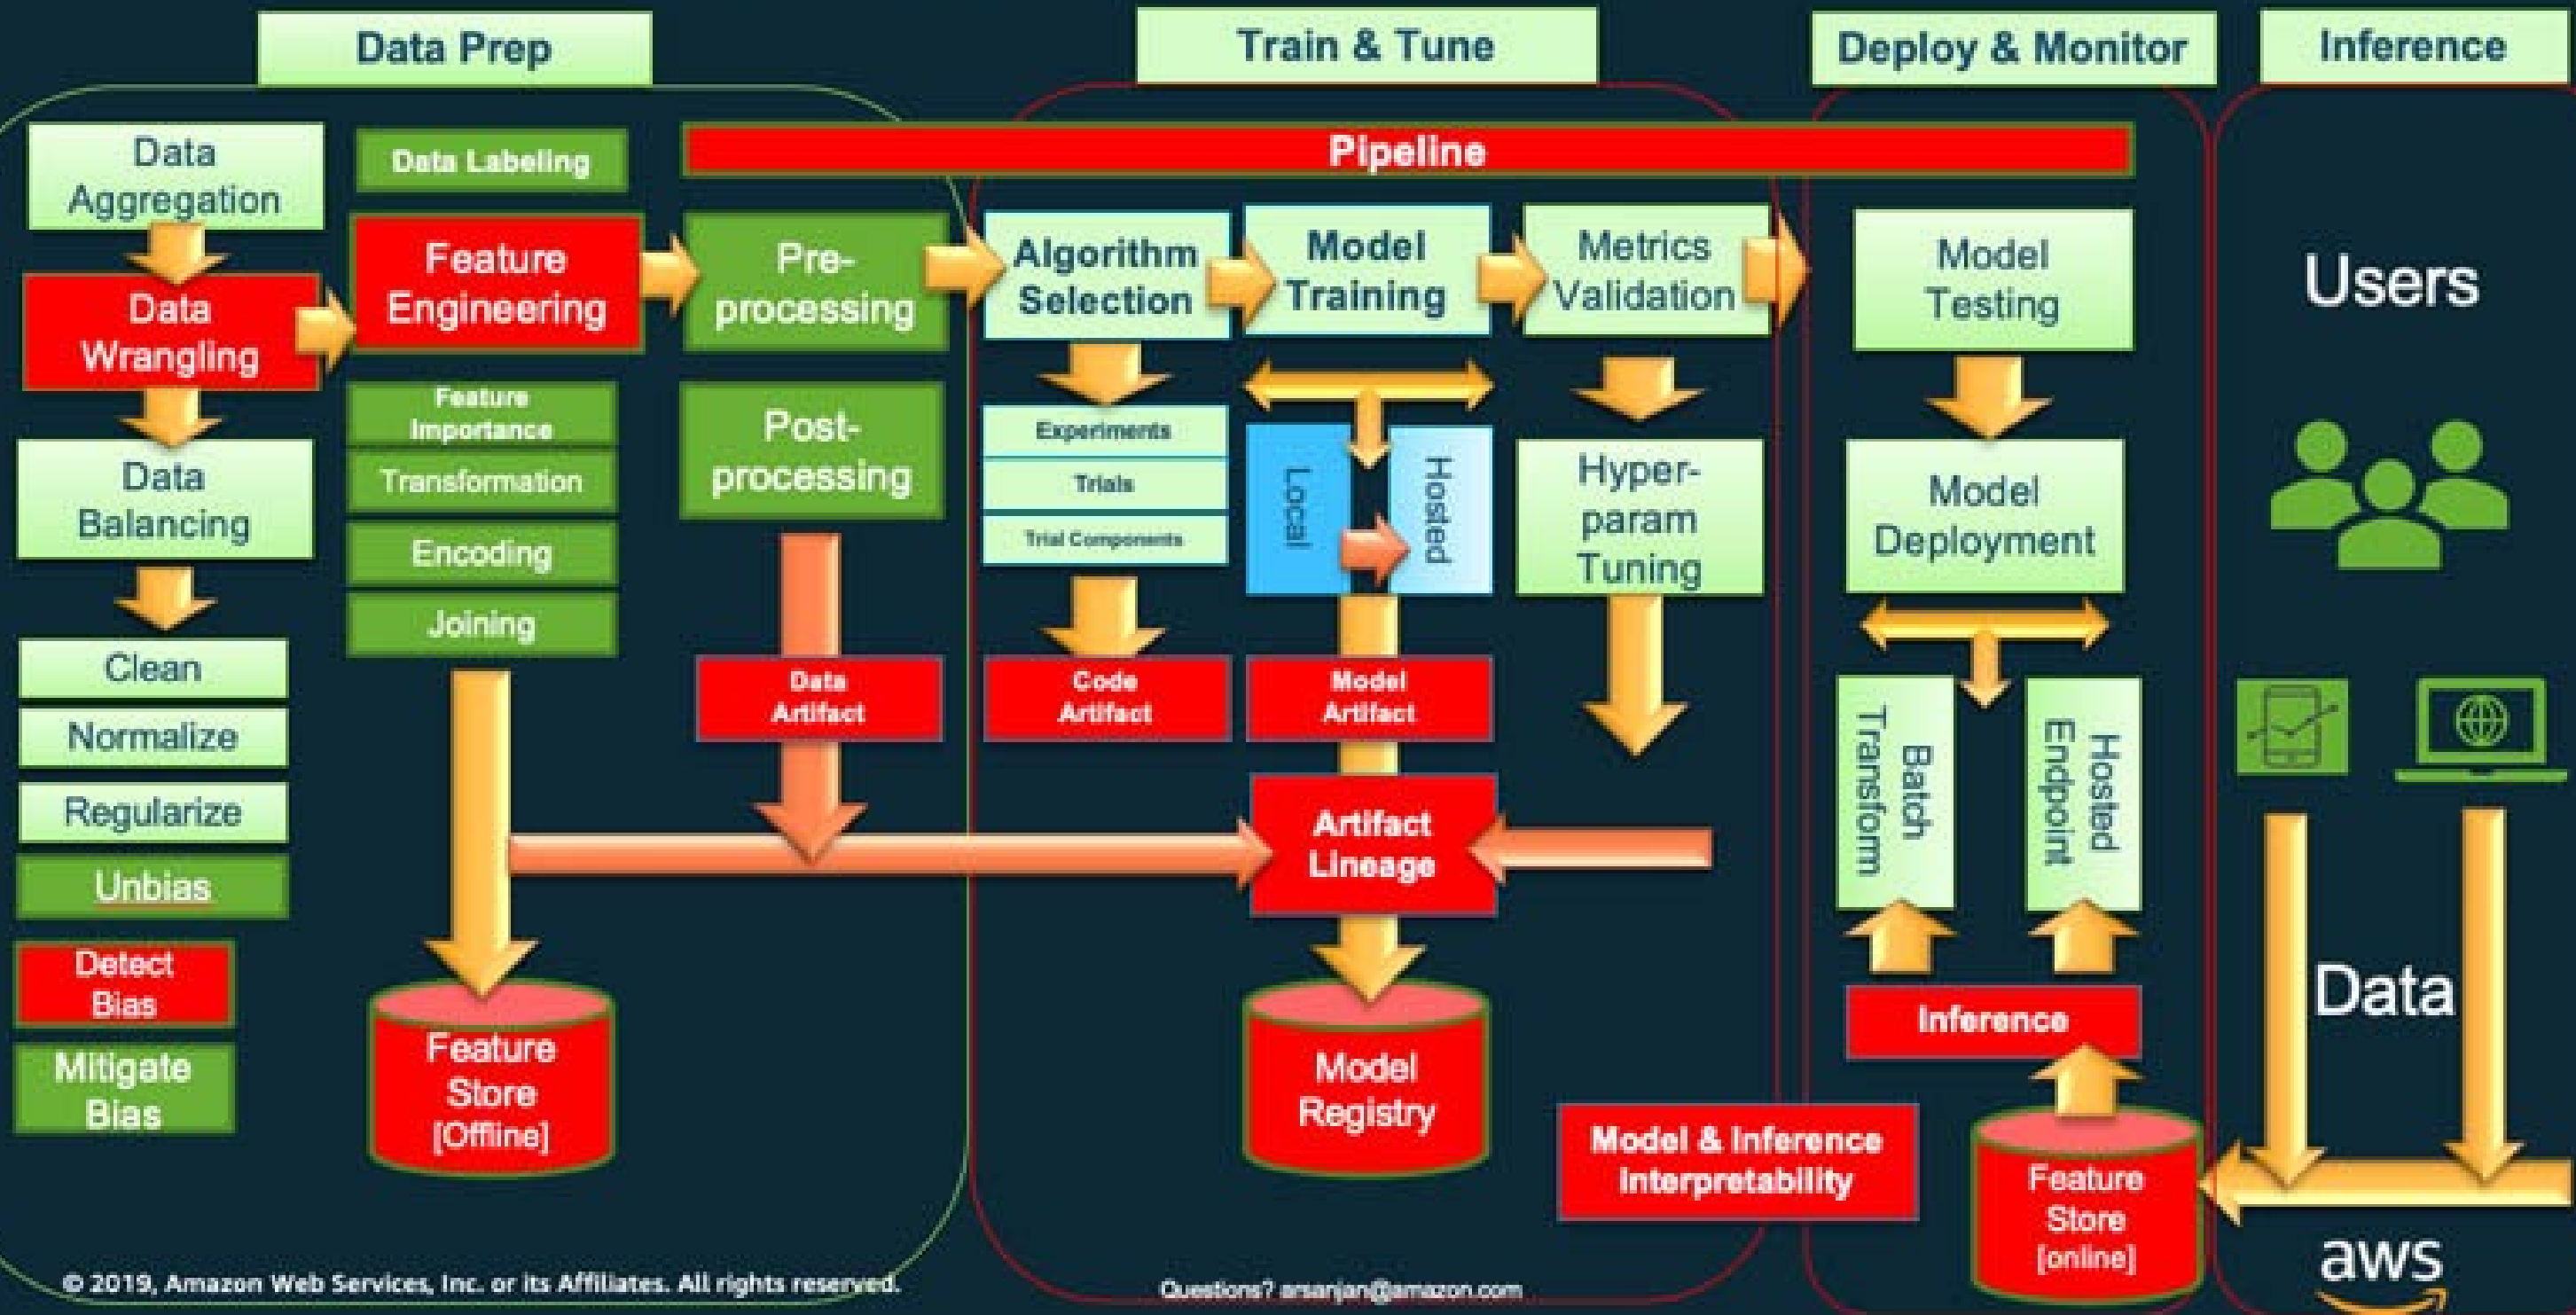 Data Prep
Train & Tune
Deploy & Monitor
Inference
Data
Aggregation
Data Labeling
Pipeline
Data
Wrangling
Feature
Engineering
Pre-
processing
Algorithm
Selection
Model
Training
Metrics
Validation
Model
Testing
Users
Data
Balancing
Feature
Importance
Transformation
Encoding
Joining
Post-
processing
Experiments
Trials
Trial Components
Local
Hosted
Hyper-
param
Tuning
Model
Deployment
Clean
Normalize
Regularize
Unbias
Detect
Bias
Mitigate
Bias
Data
Artifact
Code
Artifact
Model
Artifact
Artifact
Lineage
Batch
Transform
Hosted
Endpoint
Inference
Data
Feature
Store
[Offline]
Model
Registry
Model & Inference
Interpretability
Feature
Store
[online]
© 2019, Amazon Web Services, Inc. or its Affiliates. All rights reserved.
Questions? arsanjan@amazon.com
aws